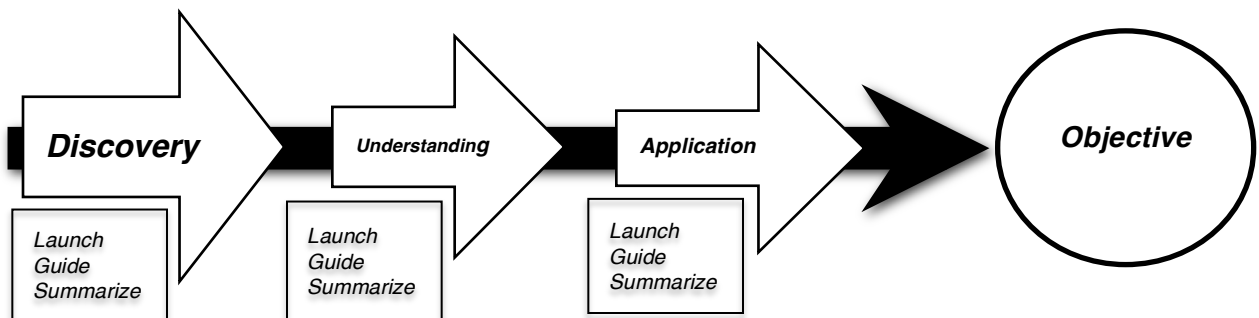 Discovery
Understanding
Application
Objective
Launch
Guide
Summarize
Launch
Guide
Summarize
Launch
Guide
Summarize